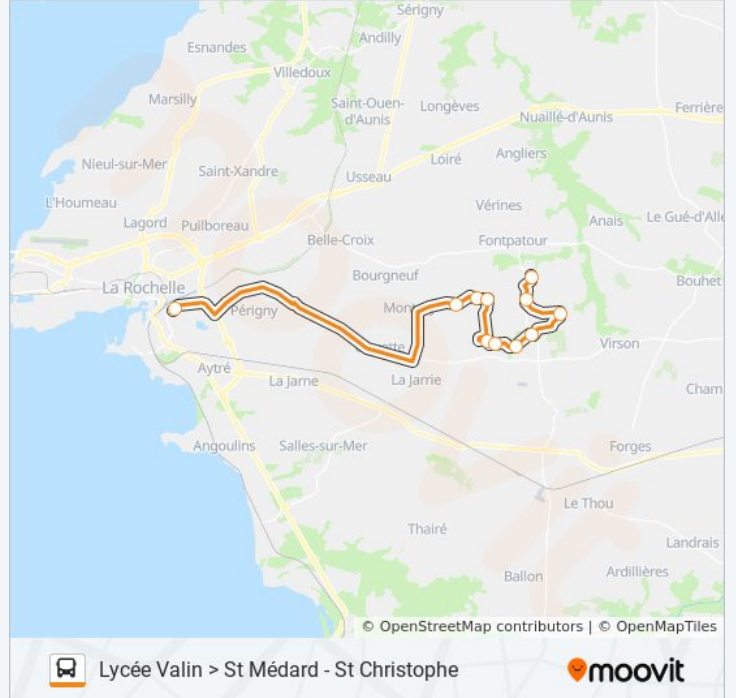 Sérigny
Andilly
Esnandes
Villedoux
Marsilly
Saint-Ouen-
d'Aunis
Longèves
Ferrière
Nuaillé-d'Aunis
Loiré
Angliers
Nieul-sur-Mer
Saint-Xandre
Usseau
L'Houmeau
Vérines
Lagord
Puilboreau
Anais
Le Gué-d'Alle
Belle-Croix
Fontpatour
Bourgneuf
Bouhet
La Rochelle
Périgny
Mont
Virson
Aytré
La Jarne
La Jarrie
Cham
Angoulins
Salles-sur-Mer
Forges
Le Thou
Thairé
Landrais
Ballon
Ardillières
© OpenStreetMap contributors | © OpenMapTiles
Lycée Valin > St Médard - St Christophe
moovit